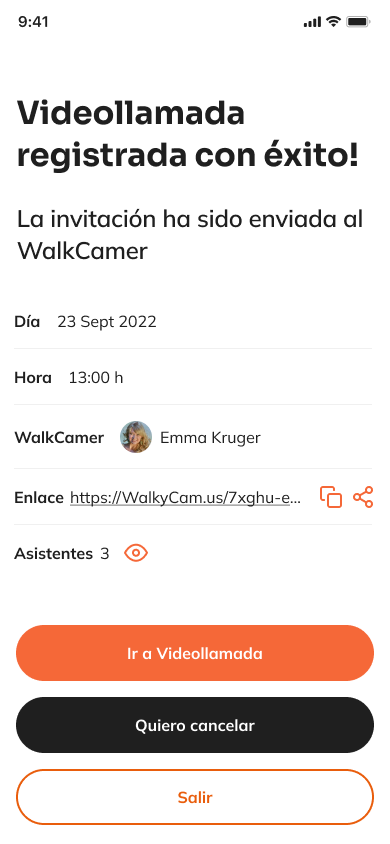 9:41
Videollamada
registrada con éxito!
La invitación ha sido enviada al
WalkCamer
Día 23 Sept 2022
Hora 13:00 h
WalkCamer Emma Kruger
Enlace https://WalkyCam.us/7xghu-e...
Asistentes 3
Ir a Videollamada
Quiero cancelar
Salir